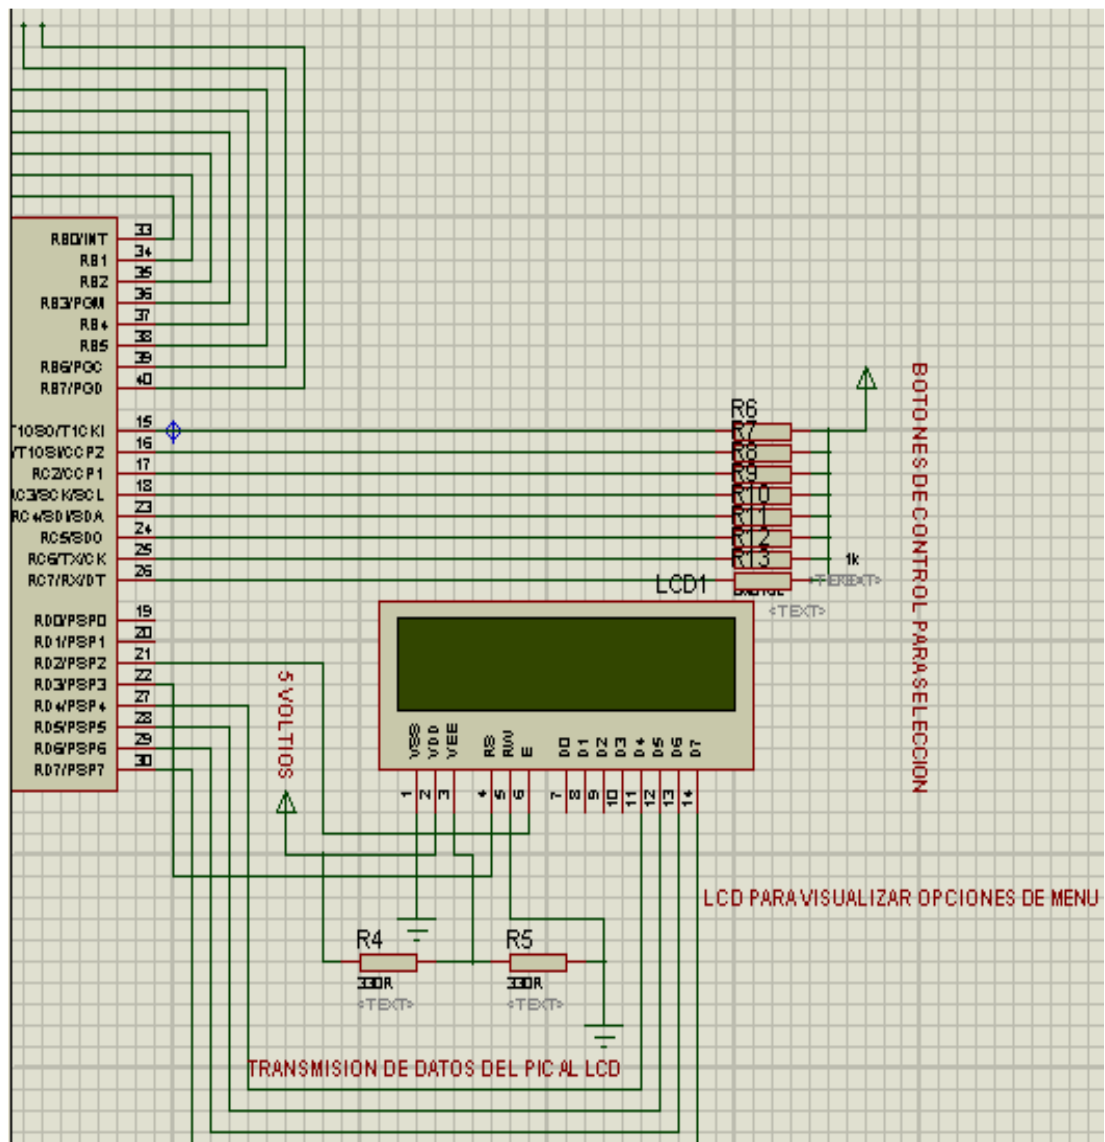 33
RB0/INT
34
RB1
35
RB2
36
RB3/PGM
37
RB4
38
RB5
39
RB6/PGC
40
RB7/PGD
15
T1OSO/T1CKI
16
/T1OSI/CCP2
17
RC2/CCP1
18
RC3/SCK/SCL
23
RC4/SDI/SDA
24
RC5/SDO
25
RC6/TX/CK
26
RC7/RX/DT
19
RD0/PSP0
20
RD1/PSP1
21
RD2/PSP2
22
RD3/PSP3
27
RD4/PSP4
28
RD5/PSP5
29
RD6/PSP6
30
RD7/PSP7
R6
R7
R8
R9
R10
R11
R12
R13
1k
<TEXT>
BOTONES DE CONTROL PARA SELECCION
LCD1
5 VOLTIOS
VSS
VDD
VEE
RS
RW
E
D0
D1
D2
D3
D4
D5
D6
D7
1
2
3
4
5
6
7
8
9
10
11
12
13
14
LCD PARA VISUALIZAR OPCIONES DE MENU
R4
330R
<TEXT>
R5
330R
<TEXT>
TRANSMISION DE DATOS DEL PIC AL LCD